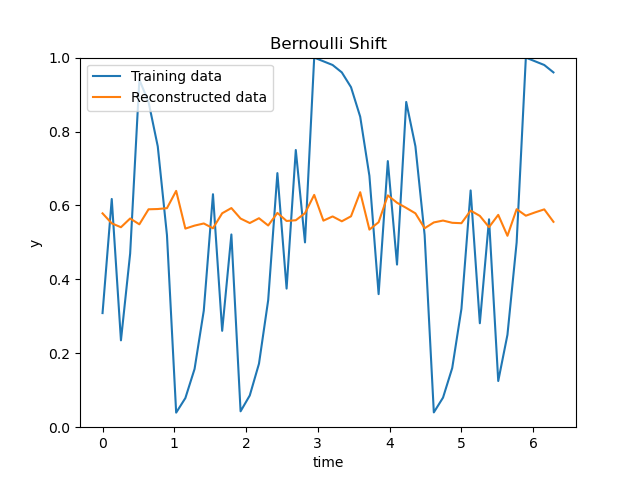 Bernoulli Shift
Training data
Reconstructed data
1.0
0.8
0.6
0.4
0.2
0.0
y
0 1 2 3 4 5 6
time